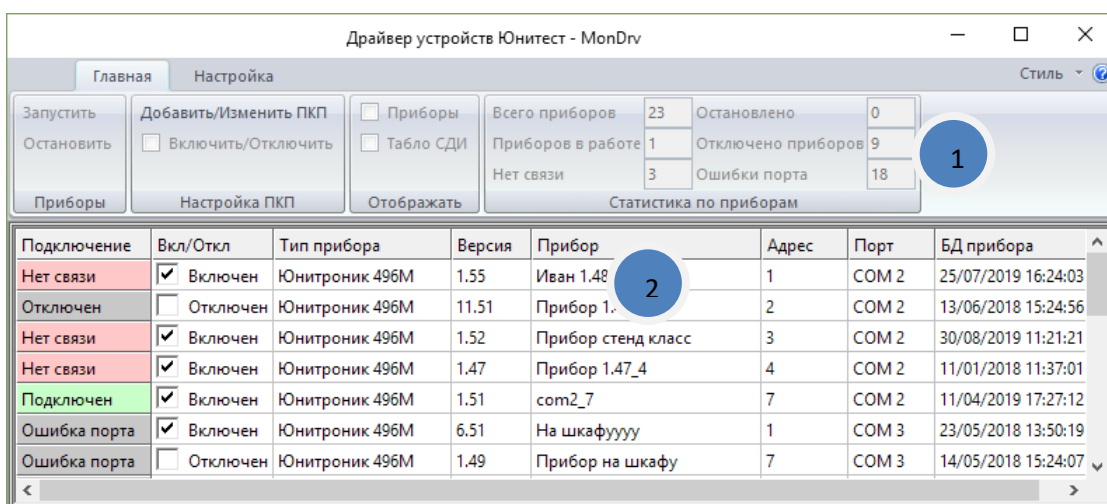 Драйвер устройств Юнитест - MonDrv
Главная Настройка Стиль
Запустить Добавить/Изменить ПКП Приборы Всего приборов 23 Остановлено 0
Остановить Включить/Отключить Табло СДИ Приборов в работе 1 Отключено приборов 9 1
Нет связи 3 Ошибки порта 18
Приборы Настройка ПКП Отображать Статистика по приборам
Подключение Вкл/Откл Тип прибора Версия Прибор Адрес Порт БД прибора
Нет связи Включен Юнитроник 496М 1.55 Иван 1.48 1 COM 2 25/07/2019 16:24:03
2
Отключен Отключен Юнитроник 496М 11.51 Прибор 2 COM 2 13/06/2018 15:24:56
Нет связи Включен Юнитроник 496М 1.52 Прибор стенд класс 3 COM 2 30/08/2019 11:21:21
Нет связи Включен Юнитроник 496М 1.47 Прибор 1.47_4 4 COM 2 11/01/2018 11:37:01
Подключен Включен Юнитроник 496М 1.51 com2_7 7 COM 2 11/04/2019 17:27:12
Ошибка порта Включен Юнитроник 496М 6.51 На шкафуууу 1 COM 3 23/05/2018 13:50:19
Ошибка порта Отключен Юнитроник 496М 1.49 Прибор на шкафу 7 COM 3 14/05/2018 15:24:07